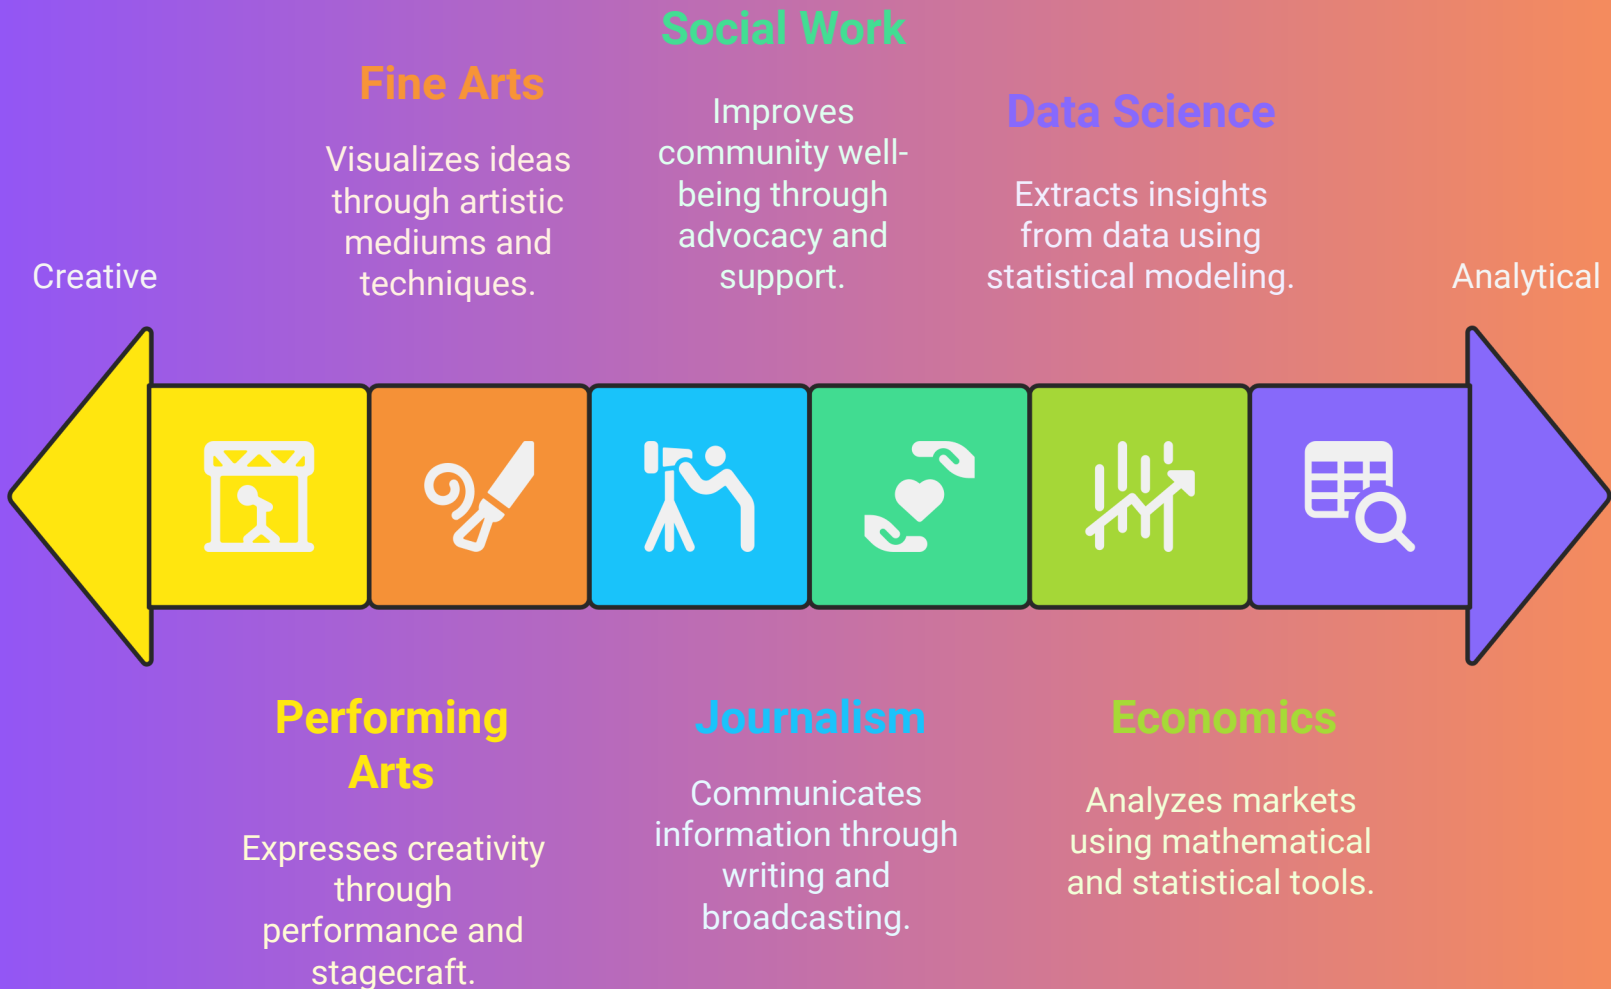 Social Work
Improves
community well-
being through
advocacy and
support.
Fine Arts
Visualizes ideas
through artistic
mediums and
techniques.
Data Science
Extracts insights
from data using
statistical modeling.
Creative
Analytical
Performing
Arts
Expresses creativity
through
performance and
stagecraft.
Journalism
Communicates
information through
writing and
broadcasting.
Economics
Analyzes markets
using mathematical
and statistical tools.